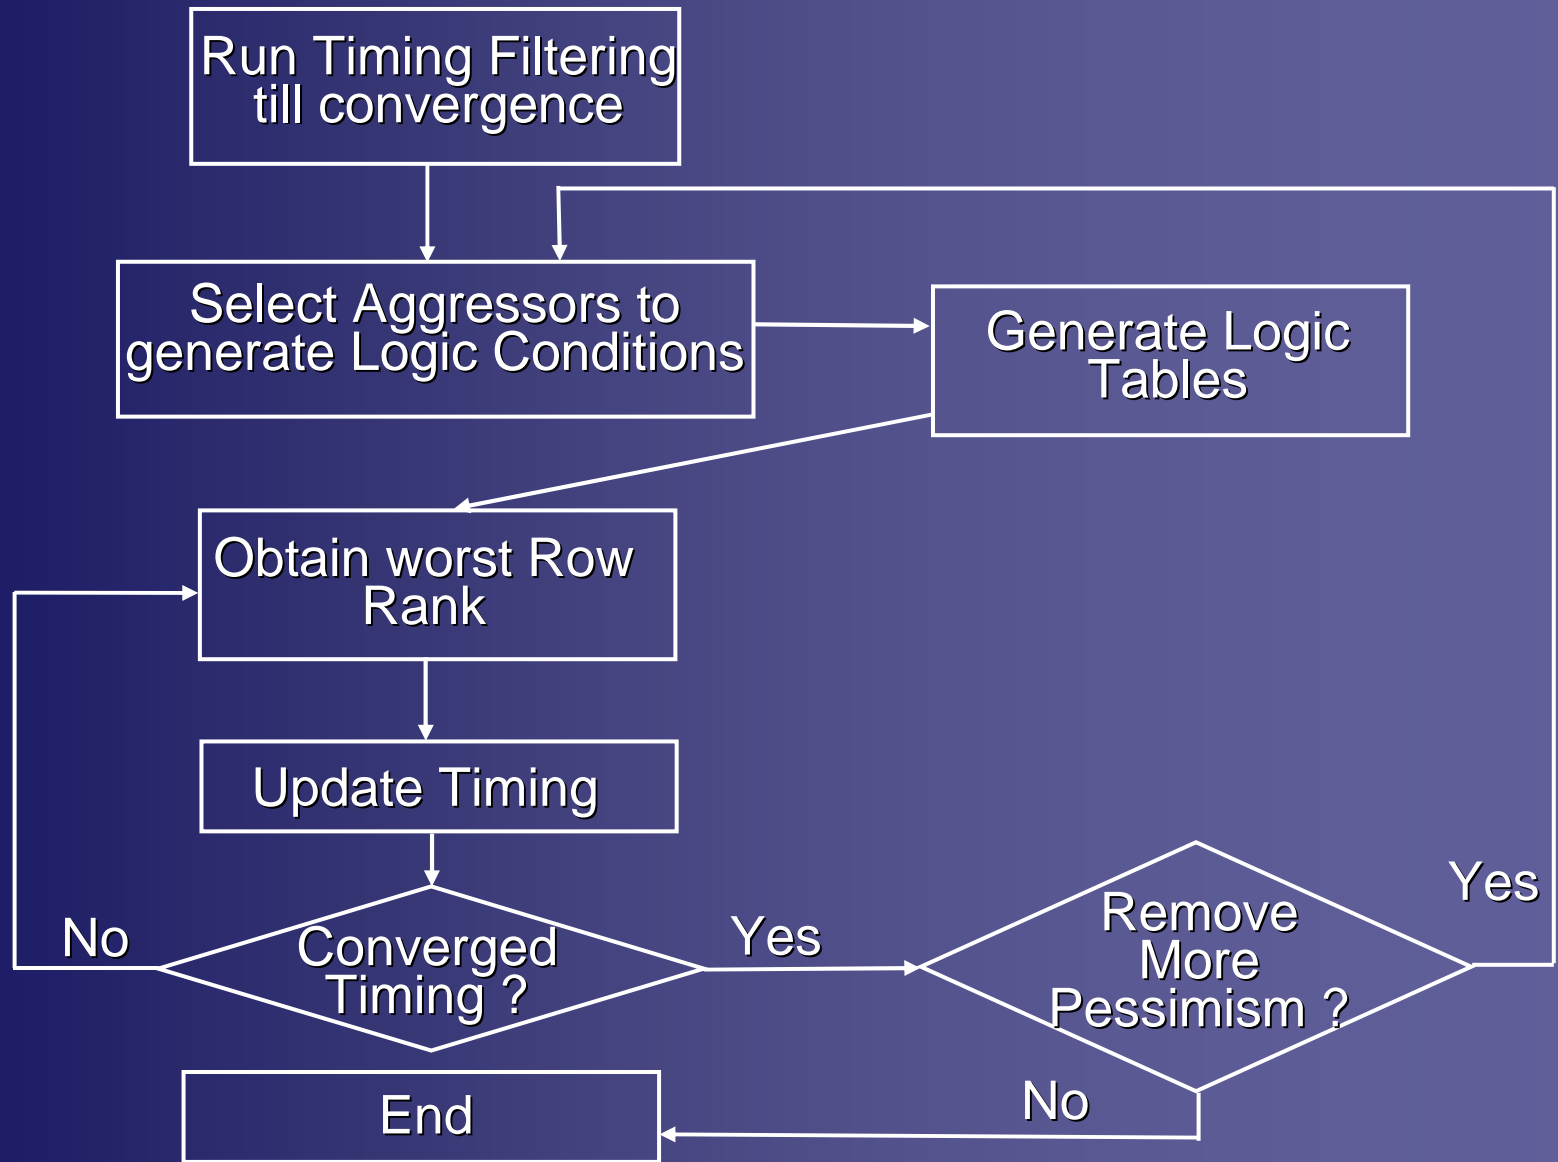 Run Timing Filtering
till convergence
Select Aggressors to
generate Logic Conditions
Generate Logic
Tables
Obtain worst Row
Rank
Update Timing
Converged
Timing ?
No
Yes
Remove
More
Pessimism ?
Yes
No
End